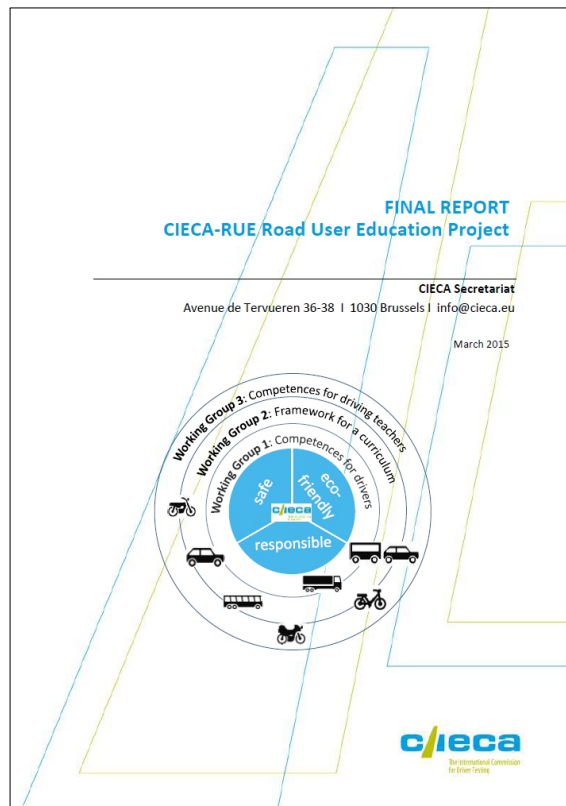 FINAL REPORT
CIECA-RUE Road User Education Project
CIECA Secretariat
Avenue de Tervueren 36-38 I 1030 Brussels I info@cieca.eu
March 2015
Working Group 3: Competences for driving teachers
Working Group 2: Framework for a curriculum
Working Group 1: Competences for drivers
safe
eco-
friendly
cieca
responsible
cieca
The International Commission
for Driver Testing